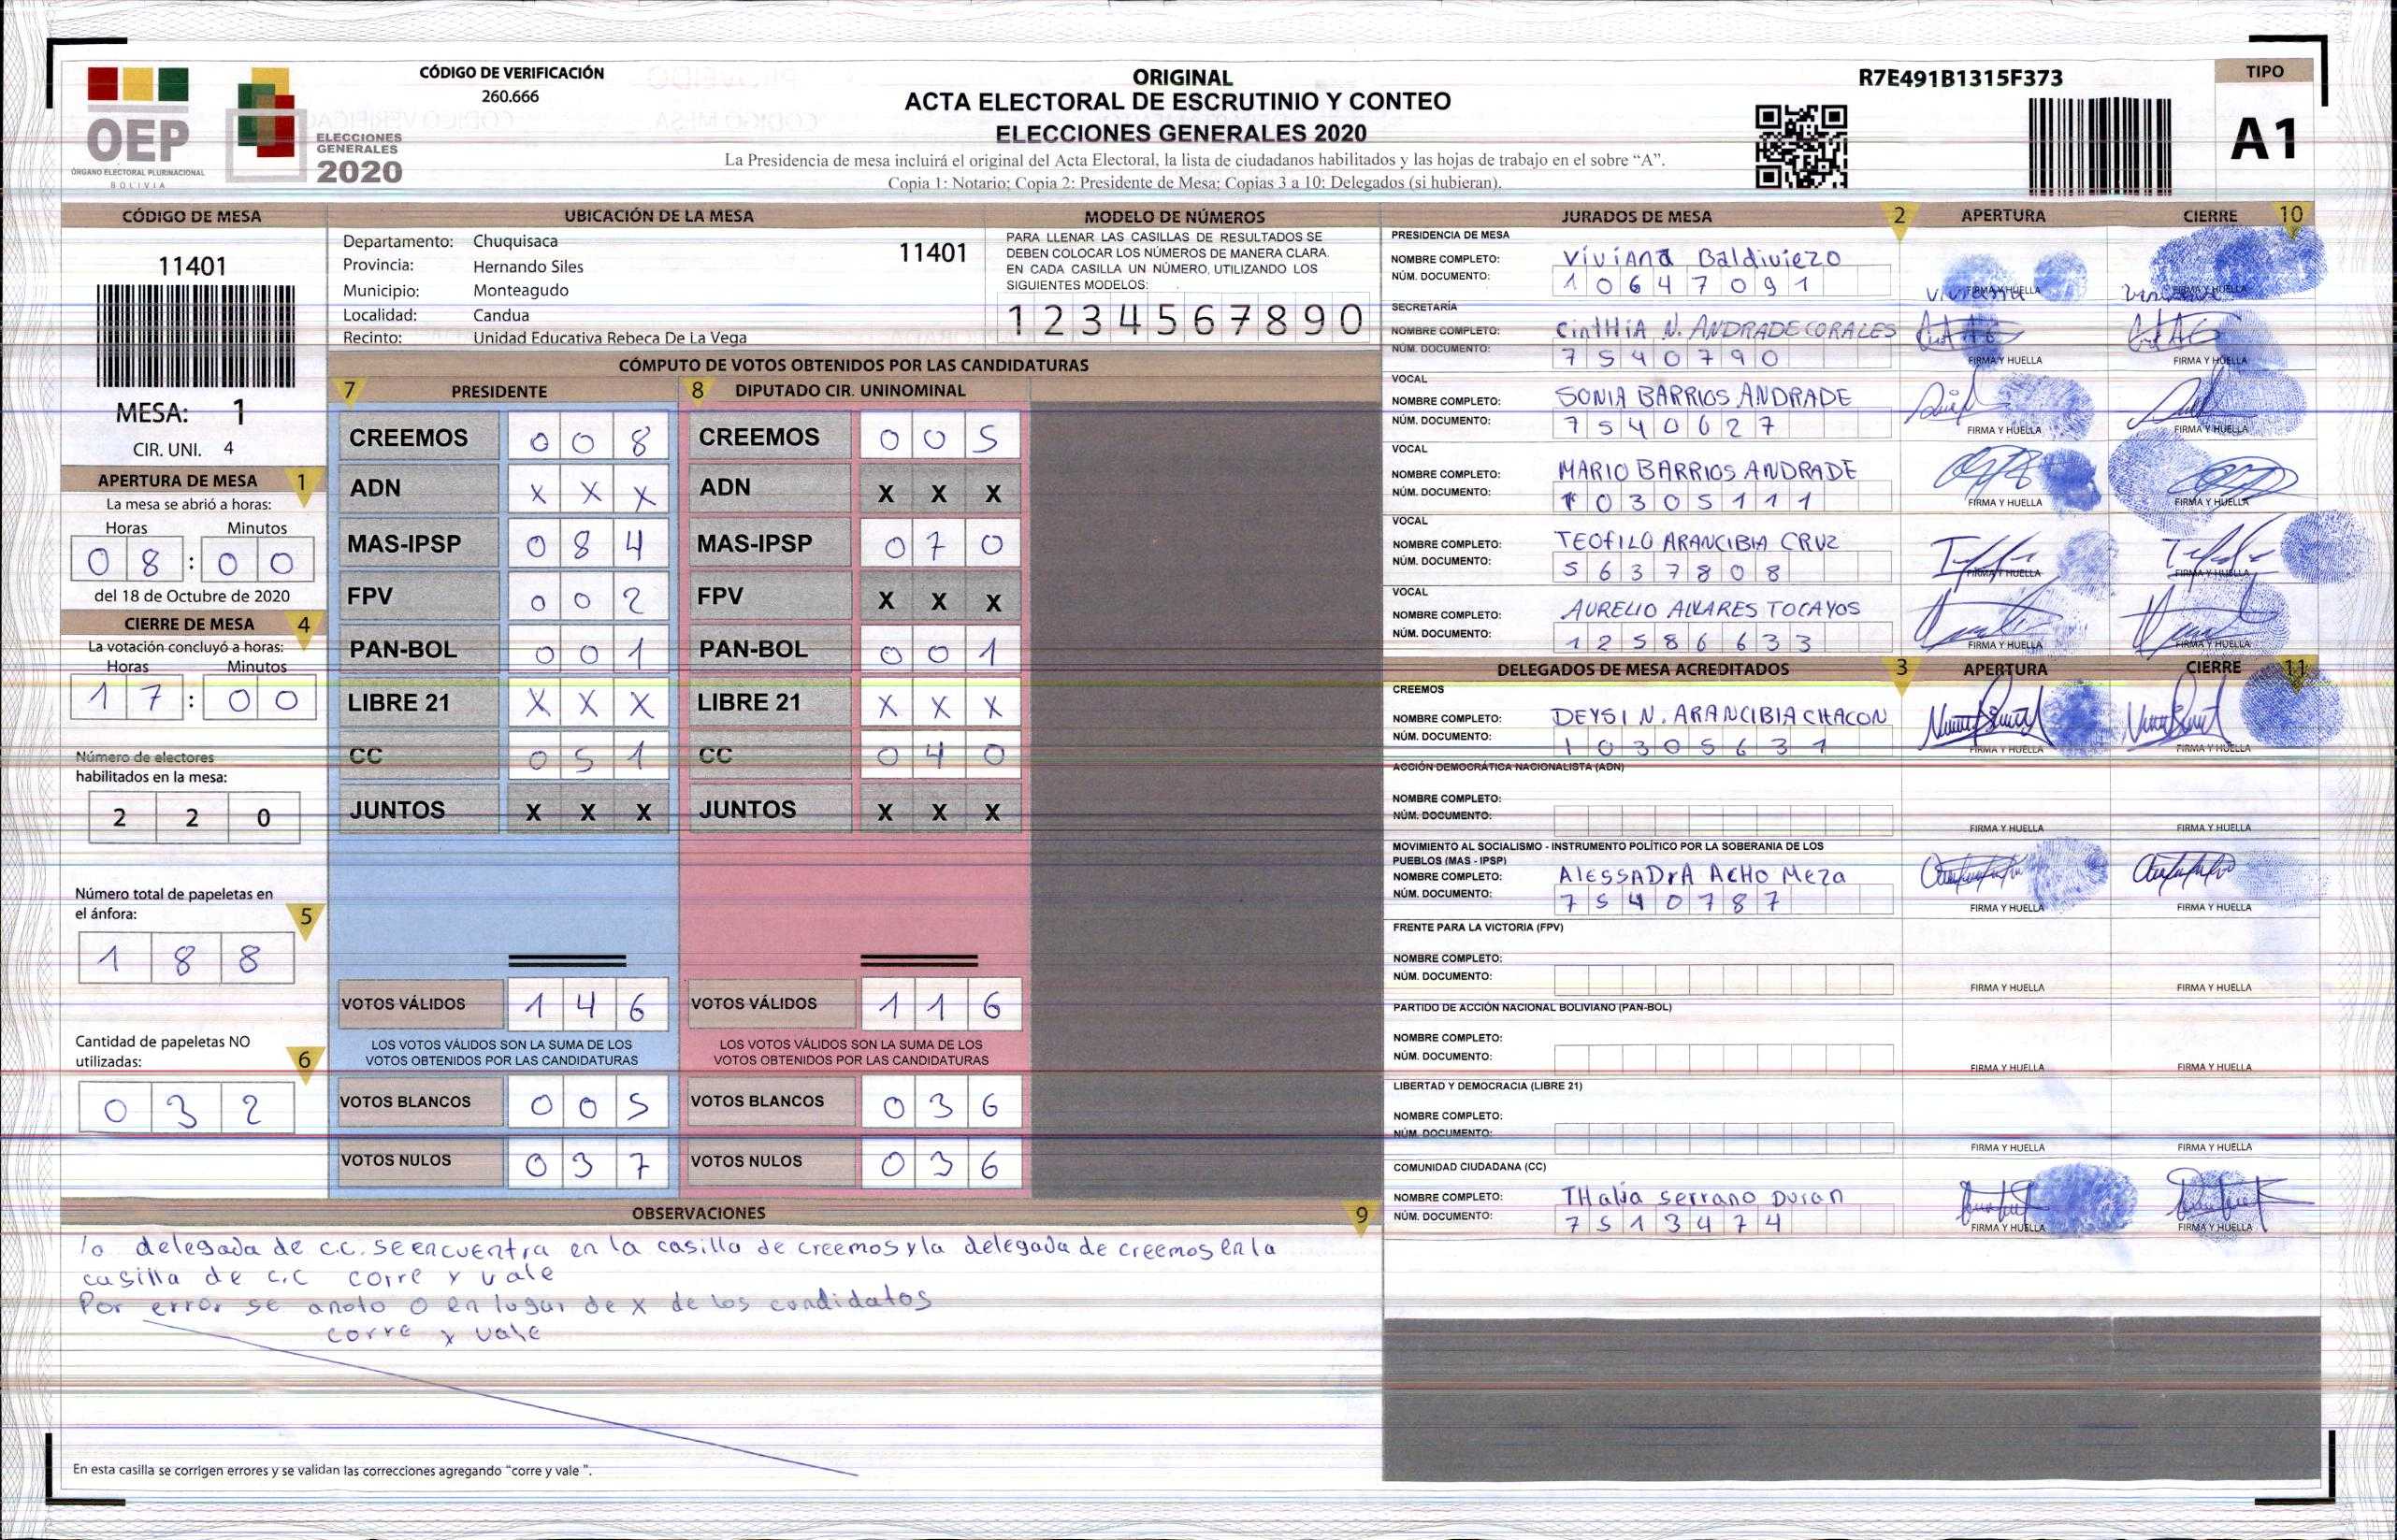 CÓDIGO DE VERIFICACIÓN
260.666
OEP
ÓRGANO ELECTORAL PLURINACIONAL
BOLIVIA
ELECCIONES
GENERALES
2020
ORIGINAL
ACTA ELECTORAL DE ESCRUTINIO Y CONTEO
ELECCIONES GENERALES 2020
La Presidencia de mesa incluirá el original del Acta Electoral, la lista de ciudadanos habilitados y las hojas de trabajo en el sobre “A”.
Copia 1: Notario; Copia 2: Presidente de Mesa; Copias 3 a 10: Delegados (si hubieran).
R7E491B1315F373
TIPO
A1
CÓDIGO DE MESA
11401
MESA: 1
CIR. UNI. 4
APERTURA DE MESA 1
La mesa se abrió a horas:
Horas Minutos
0 8 : 0 0
del 18 de Octubre de 2020
CIERRE DE MESA 4
La votación concluyó a horas:
Horas Minutos
1 7 : 0 0
Número de electores
habilitados en la mesa:
2 2 0
Número total de papeletas en
el ánfora: 5
1 8 8
Cantidad de papeletas NO
utilizadas: 6
0 3 2
UBICACIÓN DE LA MESA
Departamento: Chuquisaca 11401
Provincia: Hernando Siles
Municipio: Monteagudo
Localidad: Candua
Recinto: Unidad Educativa Rebeca De La Vega
MODELO DE NÚMEROS
PARA LLENAR LAS CASILLAS DE RESULTADOS SE
DEBEN COLOCAR LOS NÚMEROS DE MANERA CLARA.
EN CADA CASILLA UN NÚMERO, UTILIZANDO LOS
SIGUIENTES MODELOS:
1 2 3 4 5 6 7 8 9 0
CÓMPUTO DE VOTOS OBTENIDOS POR LAS CANDIDATURAS
7 PRESIDENTE 8 DIPUTADO CIR. UNINOMINAL
CREEMOS 0 0 8 CREEMOS 0 0 5
ADN X X X ADN X X X
MAS-IPSP 0 8 4 MAS-IPSP 0 7 0
FPV 0 0 2 FPV X X X
PAN-BOL 0 0 1 PAN-BOL 0 0 1
LIBRE 21 X X X LIBRE 21 X X X
CC 0 5 1 CC 0 4 0
JUNTOS X X X JUNTOS X X X
VOTOS VÁLIDOS 1 4 6 VOTOS VÁLIDOS 1 1 6
LOS VOTOS VÁLIDOS SON LA SUMA DE LOS LOS VOTOS VÁLIDOS SON LA SUMA DE LOS
VOTOS OBTENIDOS POR LAS CANDIDATURAS VOTOS OBTENIDOS POR LAS CANDIDATURAS
VOTOS BLANCOS 0 0 5 VOTOS BLANCOS 0 3 6
VOTOS NULOS 0 3 7 VOTOS NULOS 0 3 6
OBSERVACIONES 9
la delegada de c.c. se encuentra en la casilla de creemos y la delegada de creemos en la
casilla de c.c corre y vale
Por error se anoto 0 en lugar de x de los candidatos
corre y vale
En esta casilla se corrigen errores y se validan las correcciones agregando “corre y vale ”.
JURADOS DE MESA 2 APERTURA CIERRE 10
PRESIDENCIA DE MESA
NOMBRE COMPLETO: Viviana Baldiviezo
NÚM. DOCUMENTO: 1 0 6 4 7 0 9 1
FIRMA Y HUELLA FIRMA Y HUELLA
SECRETARÍA
NOMBRE COMPLETO: CinTHiA N. ANDRADE CORALES
NÚM. DOCUMENTO: 7 5 4 0 7 9 0
FIRMA Y HUELLA FIRMA Y HUELLA
VOCAL
NOMBRE COMPLETO: SONIA BARRIOS ANDRADE
NÚM. DOCUMENTO: 7 5 4 0 6 2 7
FIRMA Y HUELLA FIRMA Y HUELLA
VOCAL
NOMBRE COMPLETO: MARIO BARRIOS ANDRADE
NÚM. DOCUMENTO: 1 0 3 0 5 1 1 1
FIRMA Y HUELLA FIRMA Y HUELLA
VOCAL
NOMBRE COMPLETO: TEOFILO ARANCIBIA CRUZ
NÚM. DOCUMENTO: 5 6 3 7 8 0 8
FIRMA Y HUELLA FIRMA Y HUELLA
VOCAL
NOMBRE COMPLETO: AURELIO ALVARES TOCAYOS
NÚM. DOCUMENTO: 1 2 5 8 6 6 3 3
FIRMA Y HUELLA FIRMA Y HUELLA
DELEGADOS DE MESA ACREDITADOS 3 APERTURA CIERRE 11
CREEMOS
NOMBRE COMPLETO: DEYSI N. ARANCIBIA CHACON
NÚM. DOCUMENTO: 1 0 3 0 5 6 3 1
FIRMA Y HUELLA FIRMA Y HUELLA
ACCIÓN DEMOCRÁTICA NACIONALISTA (ADN)
NOMBRE COMPLETO:
NÚM. DOCUMENTO:
FIRMA Y HUELLA FIRMA Y HUELLA
MOVIMIENTO AL SOCIALISMO - INSTRUMENTO POLÍTICO POR LA SOBERANIA DE LOS
PUEBLOS (MAS - IPSP)
NOMBRE COMPLETO: AlESSADrA ACHO Meza
NÚM. DOCUMENTO: 7 5 4 0 7 8 7
FIRMA Y HUELLA FIRMA Y HUELLA
FRENTE PARA LA VICTORIA (FPV)
NOMBRE COMPLETO:
NÚM. DOCUMENTO:
FIRMA Y HUELLA FIRMA Y HUELLA
PARTIDO DE ACCIÓN NACIONAL BOLIVIANO (PAN-BOL)
NOMBRE COMPLETO:
NÚM. DOCUMENTO:
FIRMA Y HUELLA FIRMA Y HUELLA
LIBERTAD Y DEMOCRACIA (LIBRE 21)
NOMBRE COMPLETO:
NÚM. DOCUMENTO:
FIRMA Y HUELLA FIRMA Y HUELLA
COMUNIDAD CIUDADANA (CC)
NOMBRE COMPLETO: THalia Serrano Duran
NÚM. DOCUMENTO: 7 5 1 3 4 7 4
FIRMA Y HUELLA FIRMA Y HUELLA